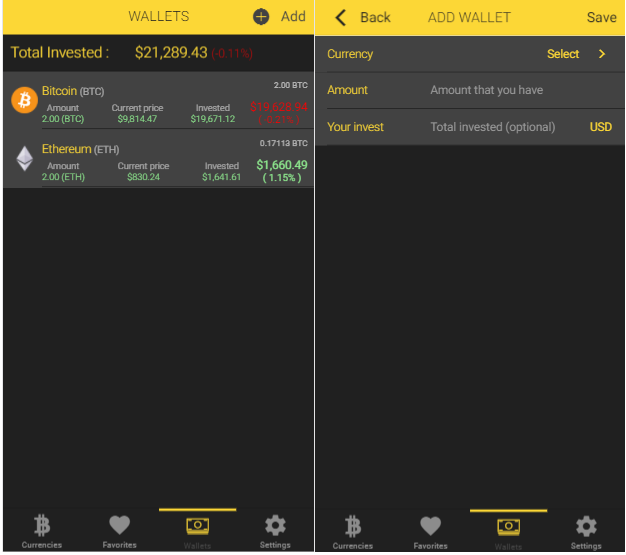 WALLETS
Add
Total Invested :
$21,289.43 (-0.11%)
Bitcoin (BTC)
2.00 BTC
Amount
Current price
Invested
$19,628.94
2.00 (BTC)
$9,814.47
$19,671.12
(-0.21%)
Ethereum (ETH)
0.17113 BTC
Amount
Current price
Invested
$1,660.49
2.00 (ETH)
$830.24
$1,641.61
( 1.15% )
Currencies
Favorites
Wallets
Settings
Back
ADD WALLET
Save
Currency
Select
Amount
Amount that you have
Your invest
Total invested (optional)
USD
Currencies
Favorites
Wallets
Settings